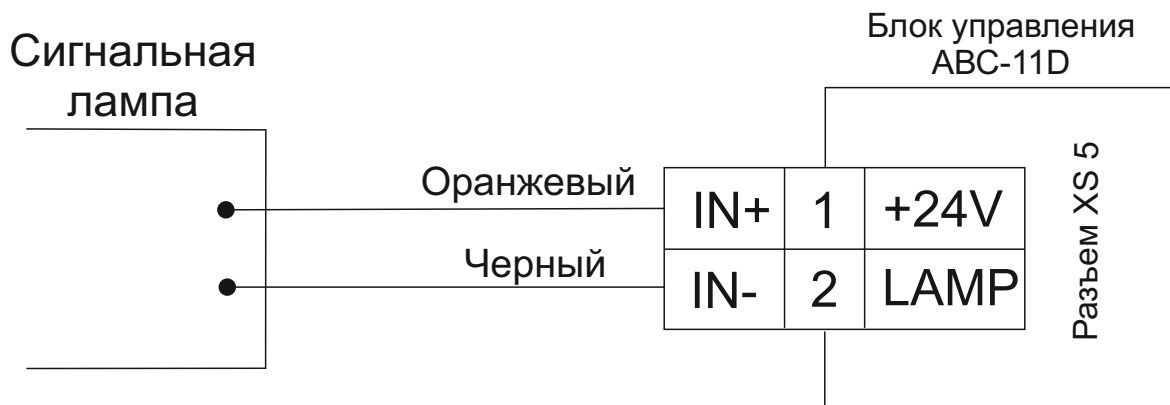 Сигнальная
лампа
Блок управления
ABC-11D
Оранжевый
IN+ 1 +24V
Черный
IN- 2 LAMP
Разъем XS 5